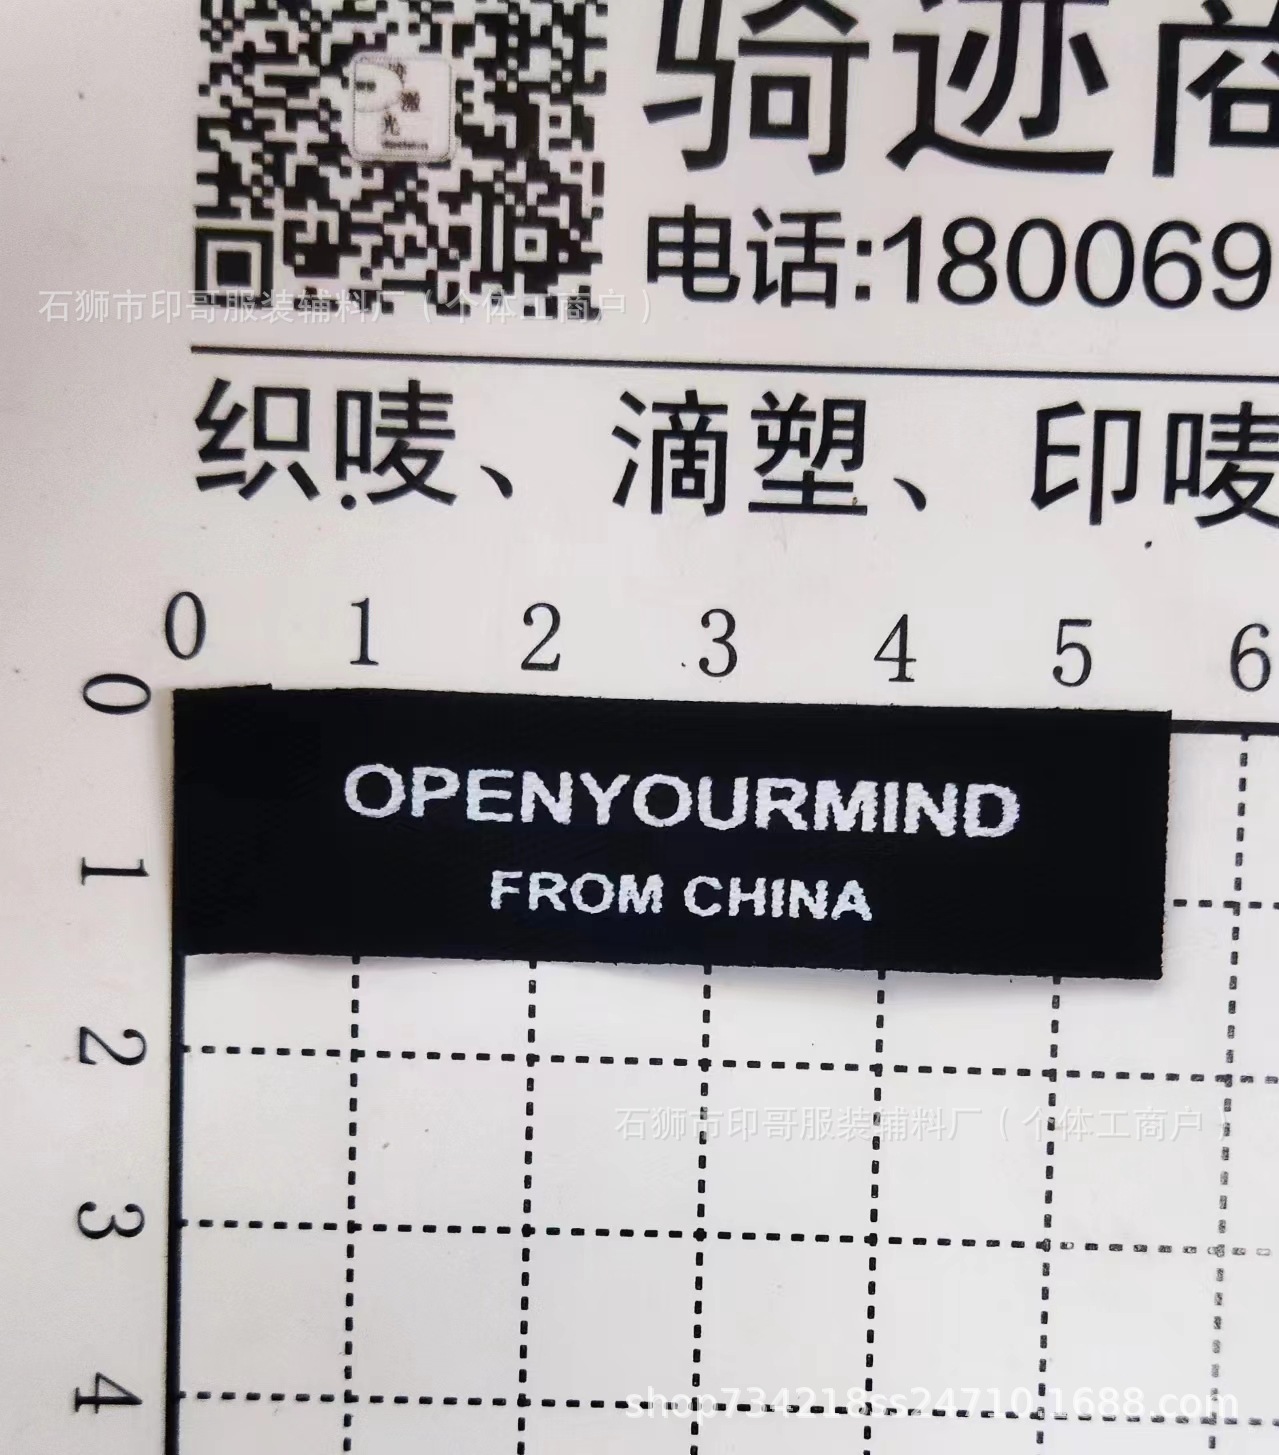 骑迹商
电话:180069
石狮市印哥服装辅料厂（个体工商户）
织唛、滴塑、印唛
0 1 2 3 4 5 6
0
OPENYOURMIND
1
FROM CHINA
2
石狮市印哥服装辅料厂（个体工商户）
3
4
shop734218ss24710.1688.com